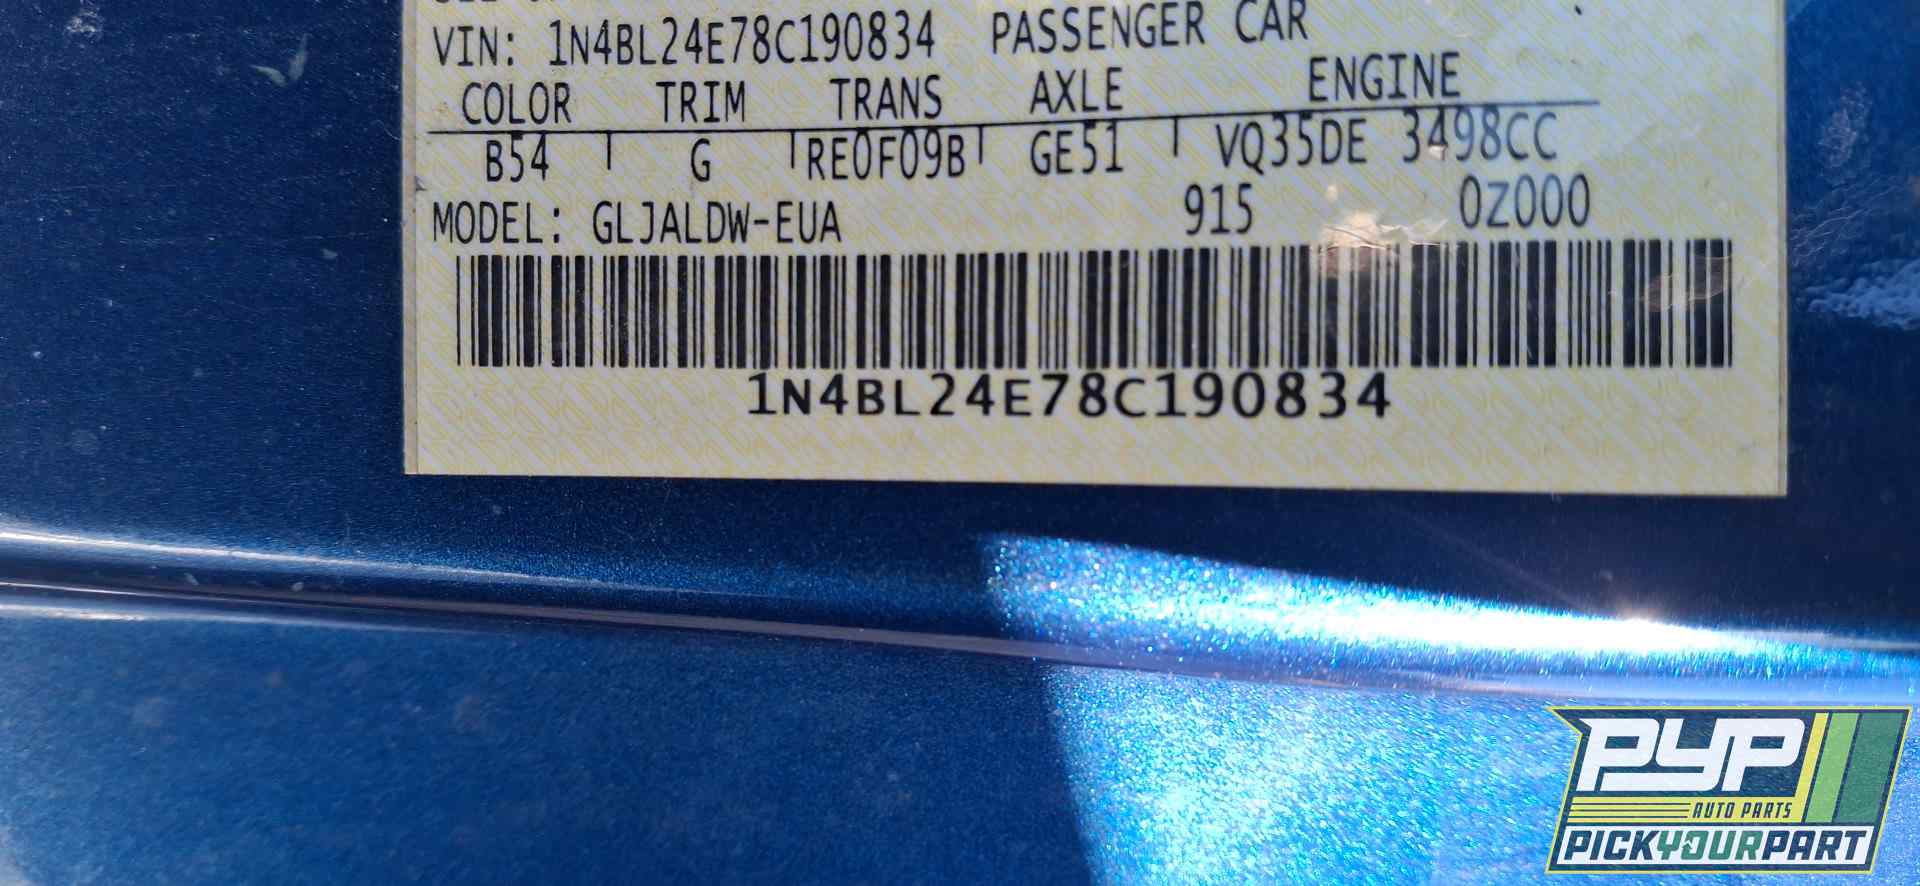 VIN: 1N4BL24E78C190834 PASSENGER CAR
COLOR TRIM TRANS AXLE ENGINE
B54 G RE0F09B GE51 VQ35DE 3498CC
MODEL: GLJALDW-EUA 915 0Z000
1N4BL24E78C190834
PYP
AUTO PARTS
PICKYOURPART